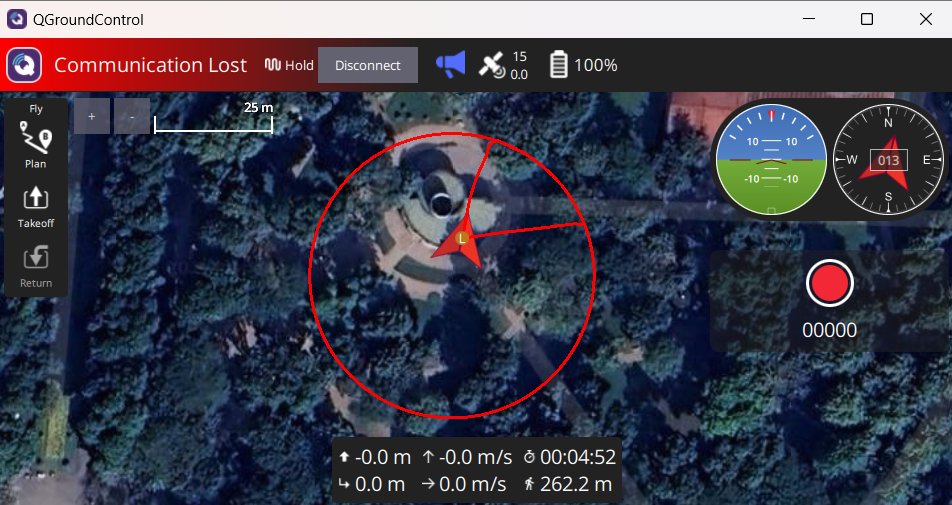 QGroundControl
Communication Lost Hold Disconnect 15 0.0 100%
Fly
+ - 25 m
Plan
Takeoff
Return
10 10
-10 -10
N
W 013 E
S
00000
L
-0.0 m -0.0 m/s 00:04:52
0.0 m 0.0 m/s 262.2 m